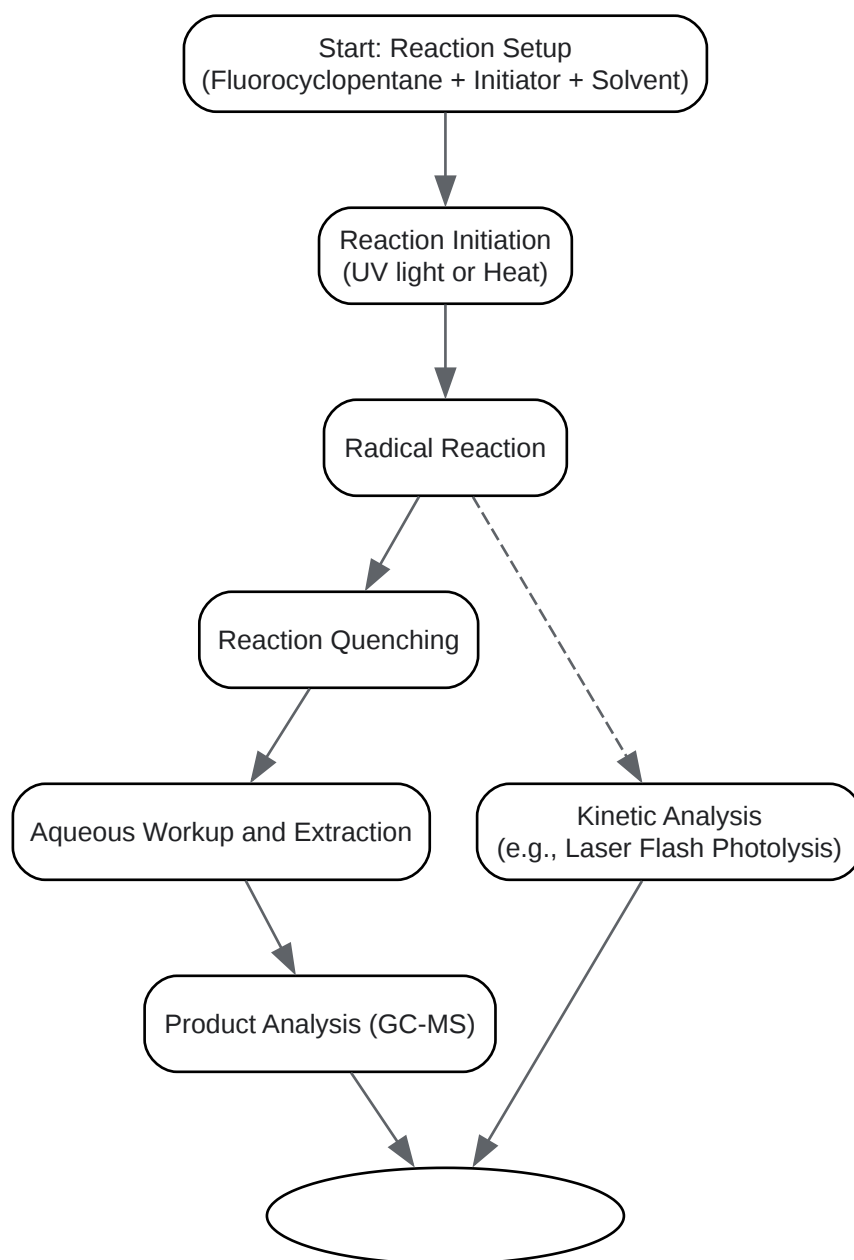 Start: Reaction Setup
(Fluorocyclopentane + Initiator + Solvent)
Reaction Initiation
(UV light or Heat)
Radical Reaction
Reaction Quenching
Aqueous Workup and Extraction
Kinetic Analysis
(e.g., Laser Flash Photolysis)
Product Analysis (GC-MS)